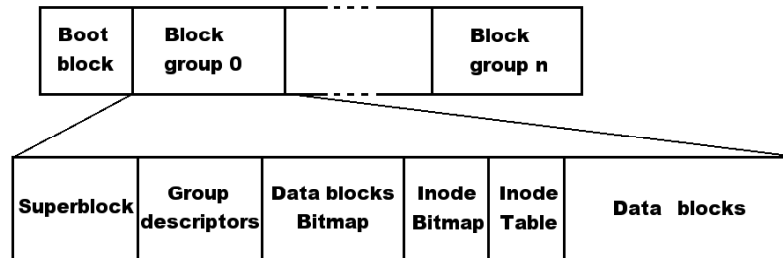 Boot block
Block group 0
Block group n
Superblock
Group descriptors
Data blocks Bitmap
Inode Bitmap
Inode Table
Data blocks